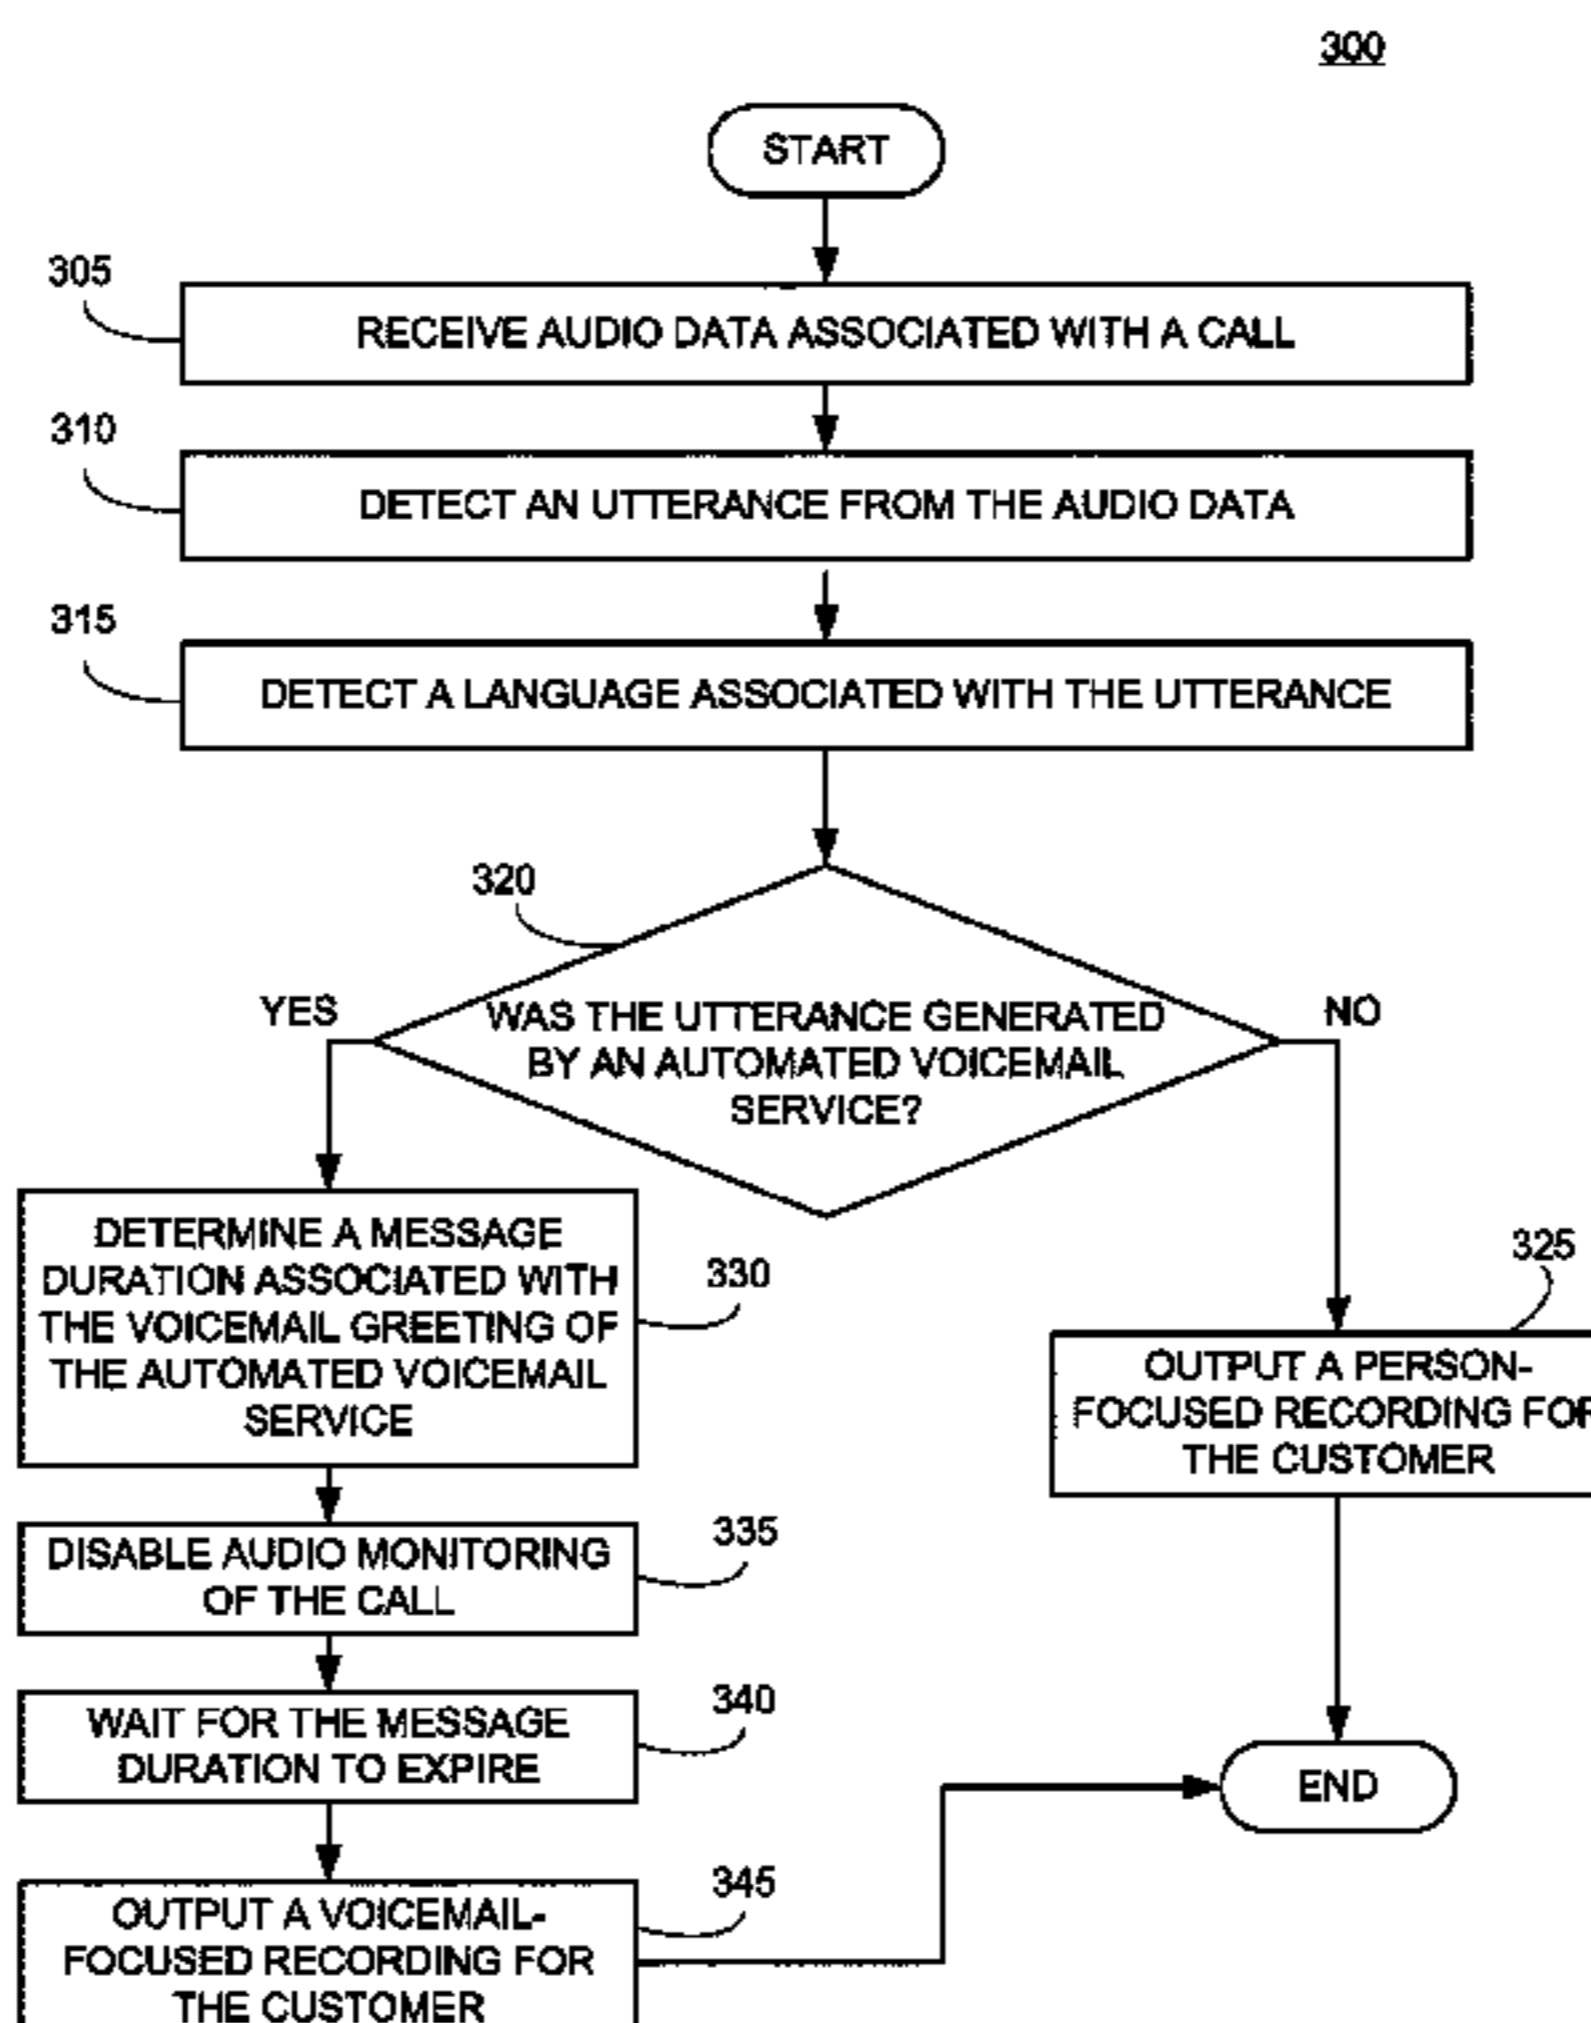 300
START
305
RECEIVE AUDIO DATA ASSOCIATED WITH A CALL
310
DETECT AN UTTERANCE FROM THE AUDIO DATA
315
DETECT A LANGUAGE ASSOCIATED WITH THE UTTERANCE
320
YES
WAS THE UTTERANCE GENERATED
BY AN AUTOMATED VOICEMAIL
SERVICE?
NO
DETERMINE A MESSAGE
DURATION ASSOCIATED WITH
THE VOICEMAIL GREETING OF
THE AUTOMATED VOICEMAIL
SERVICE
330
325
OUTPUT A PERSON-
FOCUSED RECORDING FOR
THE CUSTOMER
DISABLE AUDIO MONITORING
OF THE CALL
335
WAIT FOR THE MESSAGE
DURATION TO EXPIRE
340
END
OUTPUT A VOICEMAIL-
FOCUSED RECORDING FOR
THE CUSTOMER
345